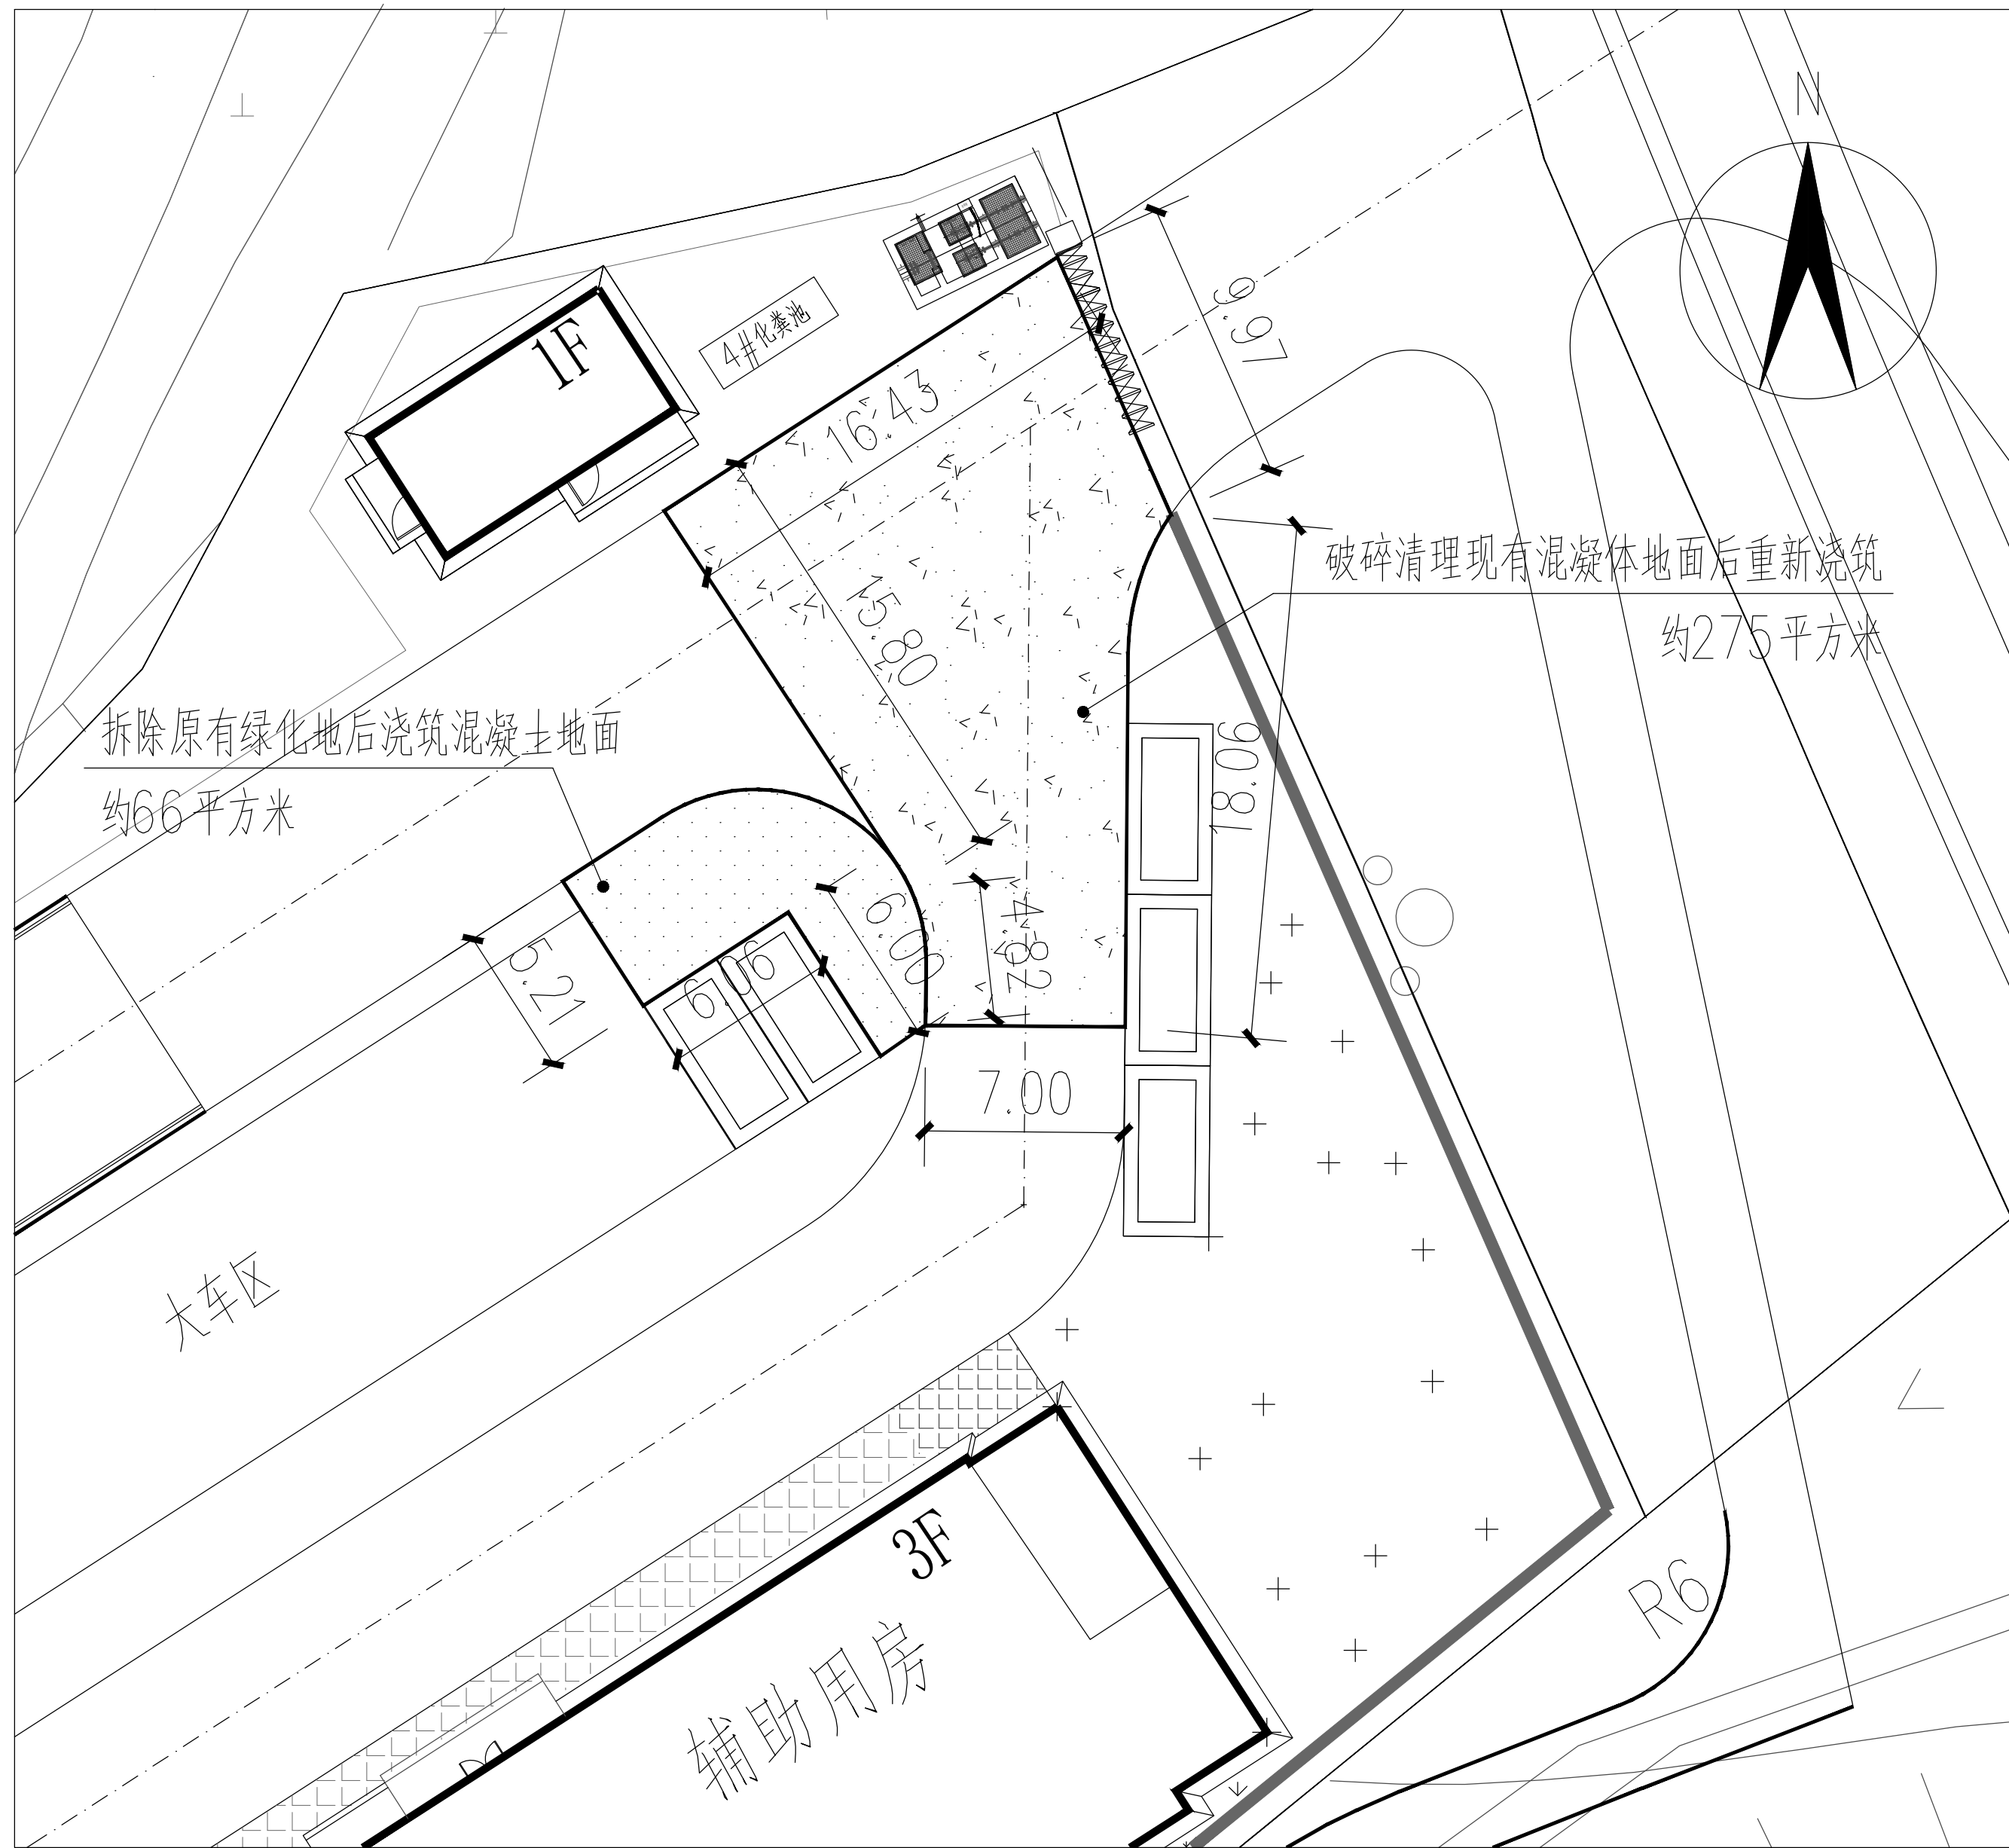 N
1F
4#化粪池
9.97
16.43
破碎清理现有混凝体地面后重新浇筑
约275平方米
15.80
拆除原有绿化地后浇筑混凝土地面
约66平方米
18.09
6.00
4.82
5.21
6.06
7.00
大车区
3F
辅助用房
R6